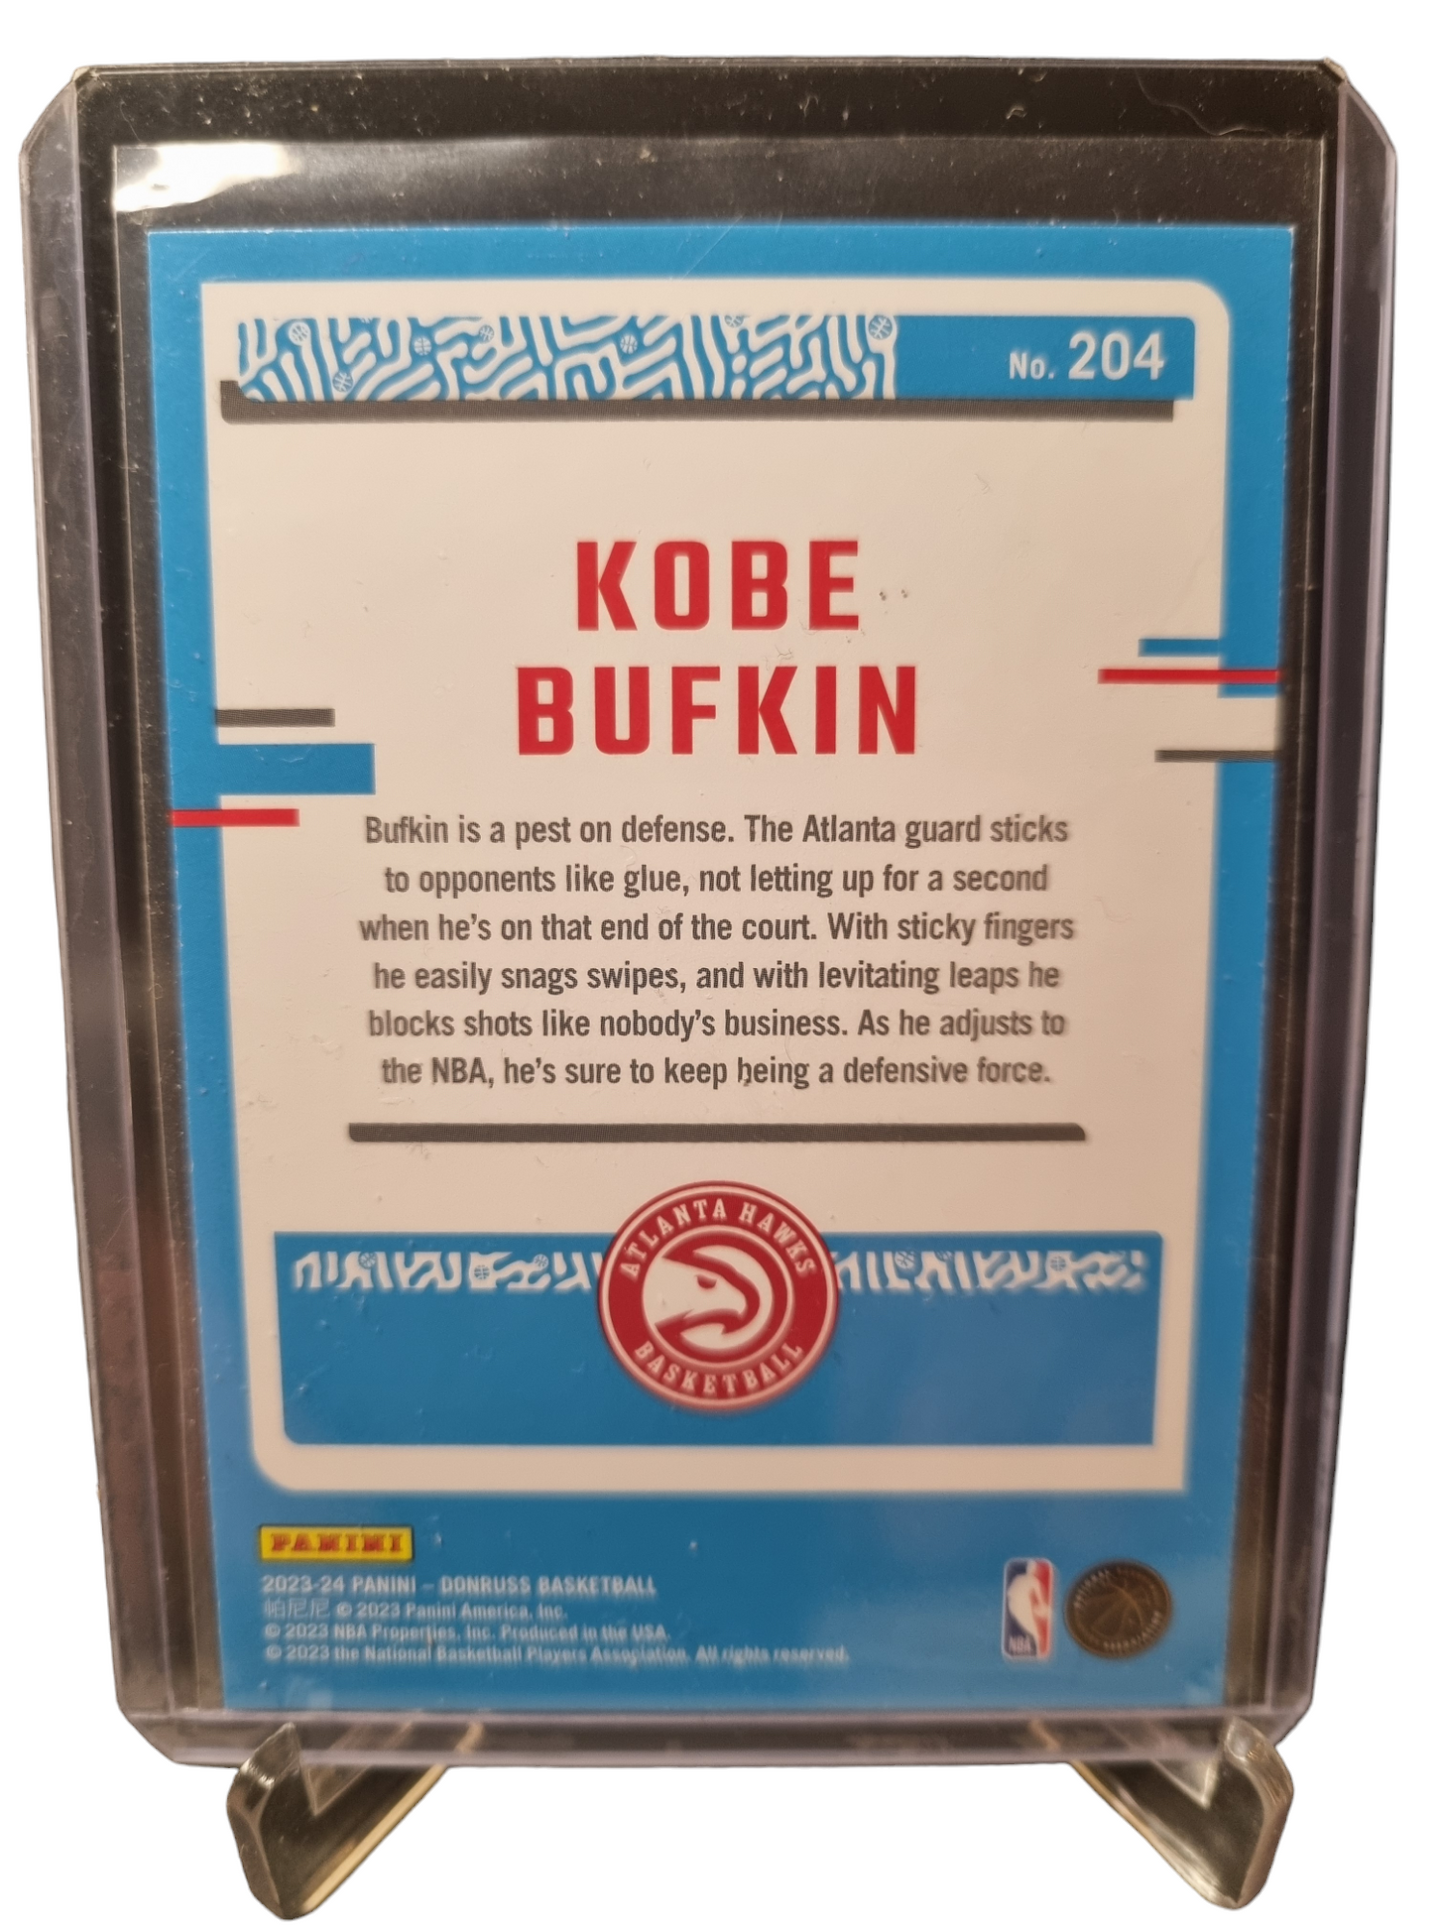 No. 204
KOBE
BUFKIN
Bufkin is a pest on defense. The Atlanta guard sticks
to opponents like glue, not letting up for a second
when he's on that end of the court. With sticky fingers
he easily snags swipes, and with levitating leaps he
blocks shots like nobody's business. As he adjusts to
the NBA, he's sure to keep being a defensive force.
ATLANTA HAWKS
BASKETBALL
PANINI
2023-24 PANINI – DONRUSS BASKETBALL
帕尼尼 © 2023 Panini America, Inc.
© 2023 NBA Properties, Inc. Produced in the USA.
© 2023 the National Basketball Players Association. All rights reserved.
NBA